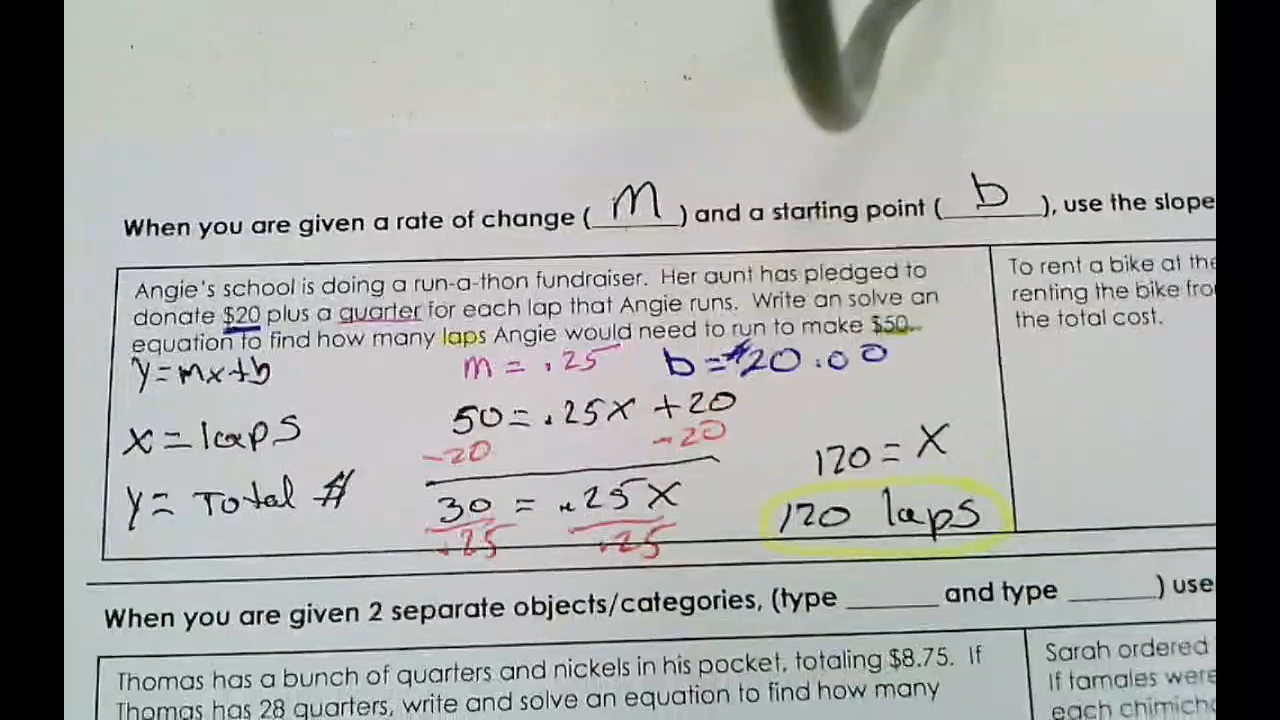 When you are given a rate of change ( m ) and a starting point ( b ), use the slope
Angie's school is doing a run-a-thon fundraiser. Her aunt has pledged to
donate $20 plus a quarter for each lap that Angie runs. Write an solve an
equation to find how many laps Angie would need to run to make $50.
y=mx+b
m = .25
b=$20.00
x = laps
50 = .25x + 20
-20 -20
y = Total #
30 = .25x
.25 .25
120 = x
120 laps
To rent a bike at the
renting the bike fro
the total cost.
When you are given 2 separate objects/categories, (type ______ and type ______) use
Thomas has a bunch of quarters and nickels in his pocket, totaling $8.75. If
Thomas has 28 quarters, write and solve an equation to find how many
Sarah ordered
If tamales were
each chimich